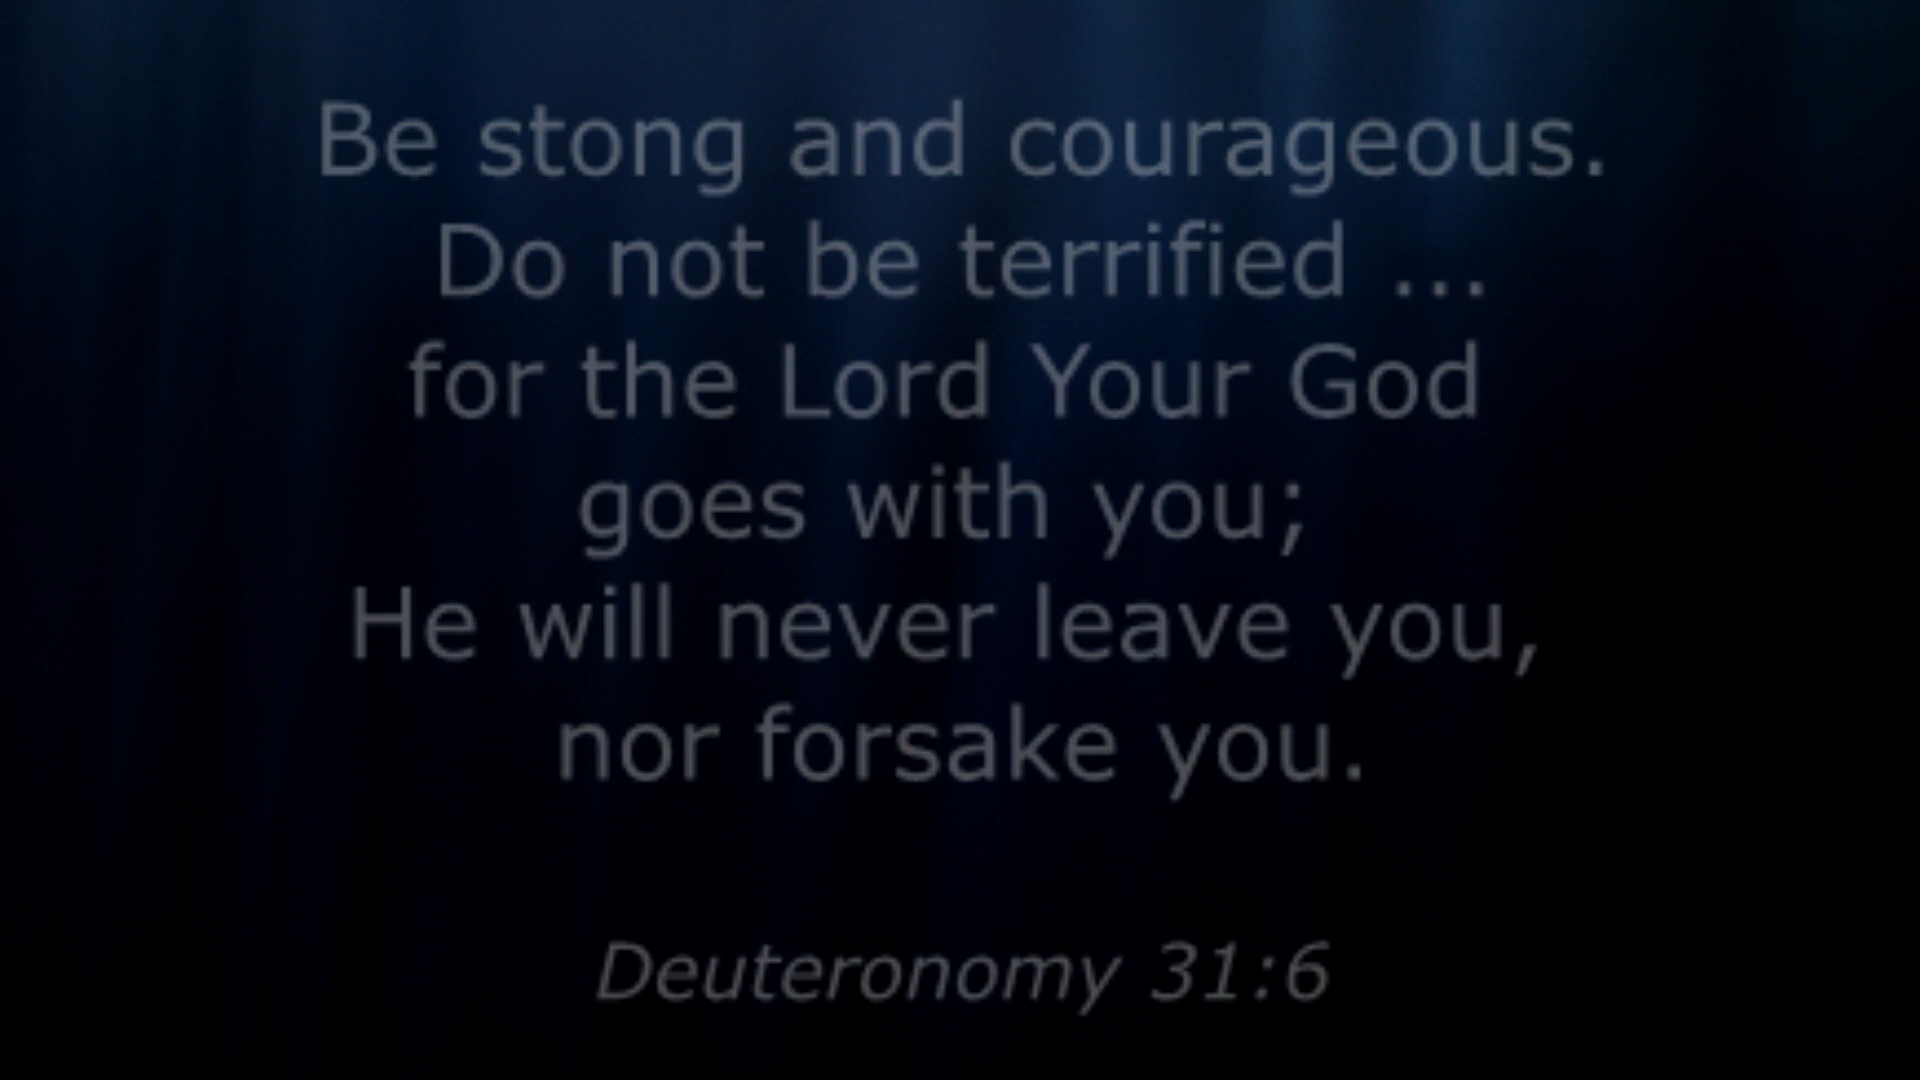 Be stong and courageous.
Do not be terrified ...
for the Lord Your God
goes with you;
He will never leave you,
nor forsake you.
Deuteronomy 31:6